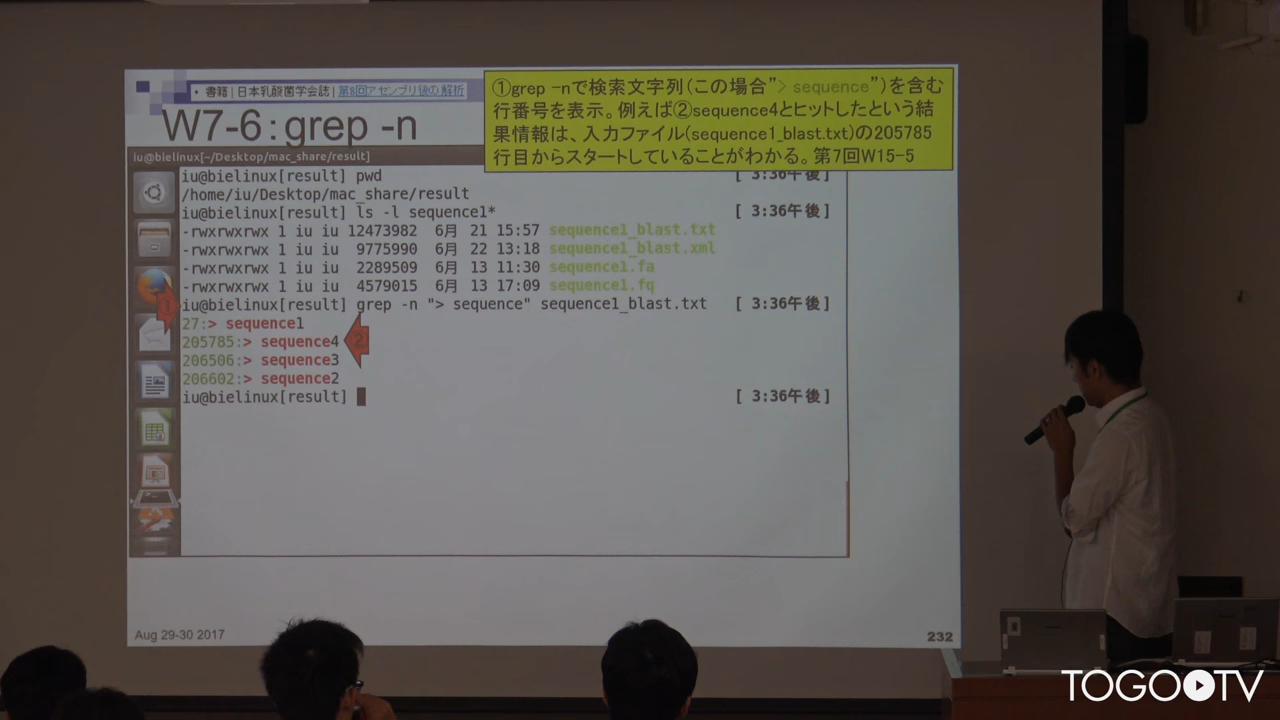 ・ 書籍 | 日本乳酸菌学会誌 | 第8回アセンブリ後の解析
W7-6：grep -n
①grep -nで検索文字列(この場合"> sequence")を含む
行番号を表示。例えば②sequence4とヒットしたという結
果情報は、入力ファイル(sequence1_blast.txt)の205785
行目からスタートしていることがわかる。第7回W15-5
iu@bielinux[~/Desktop/mac_share/result]
iu@bielinux[result] pwd [ 3:36午後]
/home/iu/Desktop/mac_share/result
iu@bielinux[result] ls -l sequence1* [ 3:36午後]
-rwxrwxrwx 1 iu iu 12473982 6月 21 15:57 sequence1_blast.txt
-rwxrwxrwx 1 iu iu 9775990 6月 22 13:18 sequence1_blast.xml
-rwxrwxrwx 1 iu iu 2289509 6月 13 11:30 sequence1.fa
-rwxrwxrwx 1 iu iu 4579015 6月 13 17:09 sequence1.fq
① iu@bielinux[result] grep -n "> sequence" sequence1_blast.txt [ 3:36午後]
27:> sequence1
205785:> sequence4 ②
206506:> sequence3
206602:> sequence2
iu@bielinux[result] [ 3:36午後]
Aug 29-30 2017
232
TOGO TV